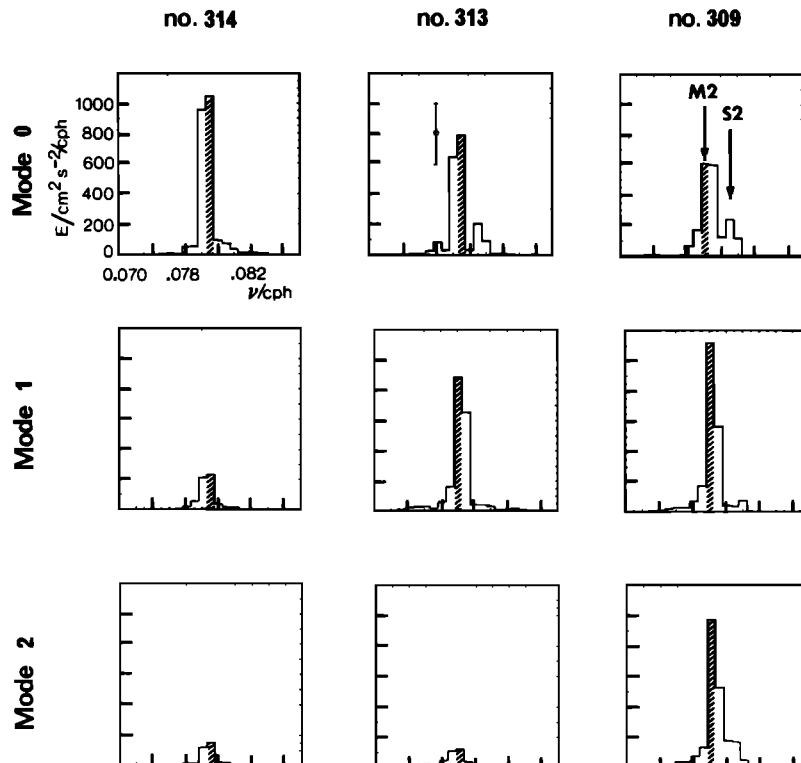 no. 314 no. 313 no. 309
Mode 0
E/cm² s⁻²/cph
1000
800
600
400
200
0
0.070 .078 .082
ν/cph
M2
S2
Mode 1
Mode 2